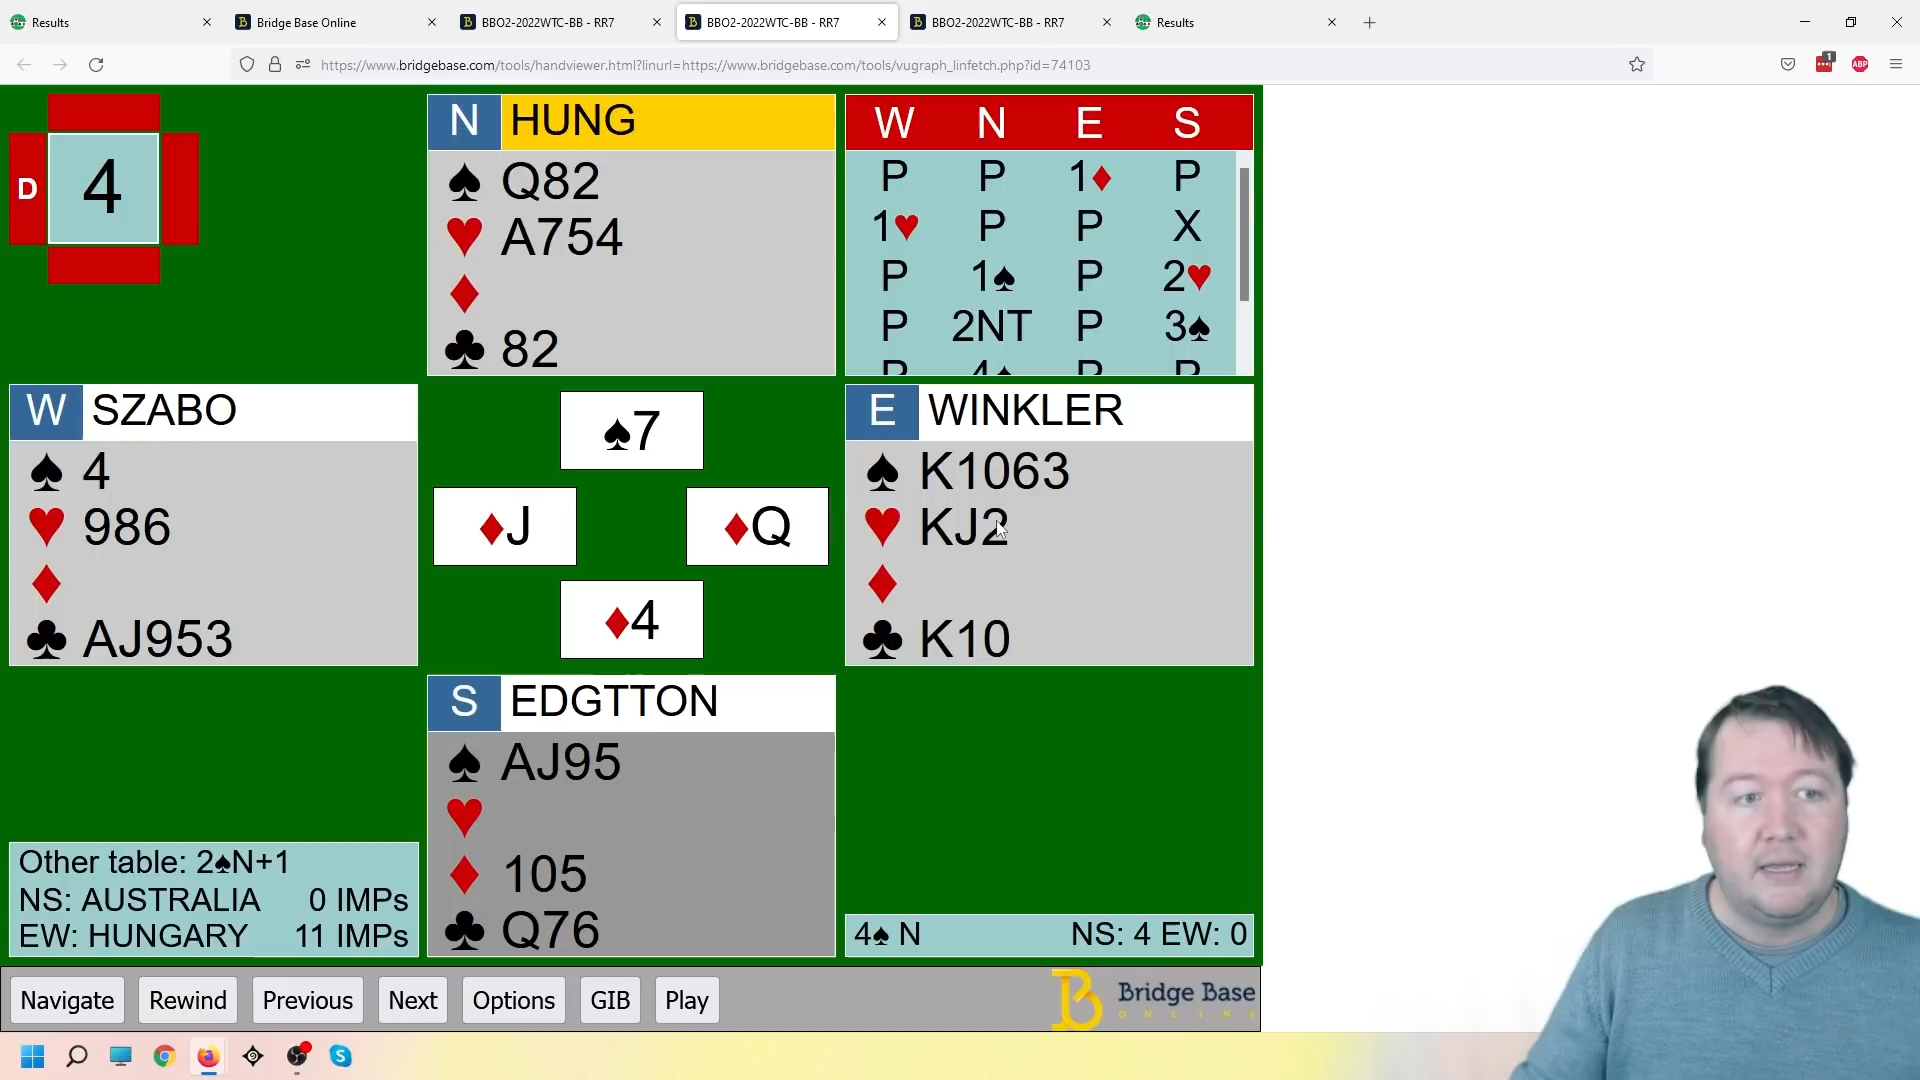 Results
Bridge Base Online
BBO2-2022WTC-BB - RR7
BBO2-2022WTC-BB - RR7
BBO2-2022WTC-BB - RR7
Results
https://www.bridgebase.com/tools/handviewer.html?linurl=https://www.bridgebase.com/tools/vugraph_linfetch.php?id=74103
1
ABP
D
4
N HUNG
♠ Q82
♥ A754
♦
♣ 82
W N E S
P P 1♦ P
1♥ P P X
P 1♠ P 2♥
P 2NT P 3♠
P 4♠ P P
W SZABO
♠ 4
♥ 986
♦
♣ AJ953
♠7
♦J
♦Q
♦4
E WINKLER
♠ K1063
♥ KJ2
♦
♣ K10
S EDGTTON
♠ AJ95
♥
♦ 105
♣ Q76
Other table: 2♠N+1
NS: AUSTRALIA 0 IMPs
EW: HUNGARY 11 IMPs
4♠ N NS: 4 EW: 0
Navigate
Rewind
Previous
Next
Options
GIB
Play
B
Bridge Base
ONLINE